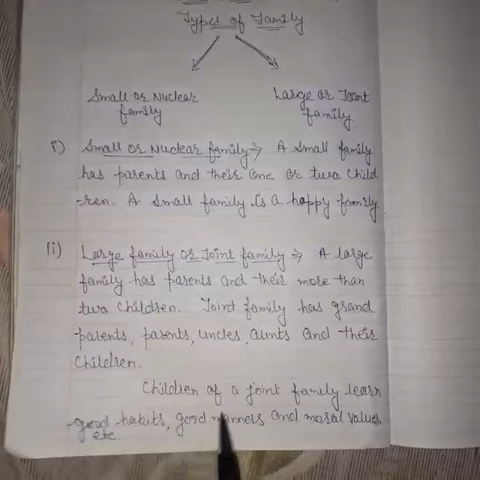 Types of Family
Small or Nuclear family
Large or Joint family
i) Small or Nuclear family → A Small family
has parents and their one or two child
-ren. A Small family is a happy family.
ii) Large family or Joint family ⇒ A large
family has parents and their more than
two children. Joint family has grand
parents, parents, uncles, aunts and their
children.
Children of a joint family learn
good habits, good manners and moral values
etc